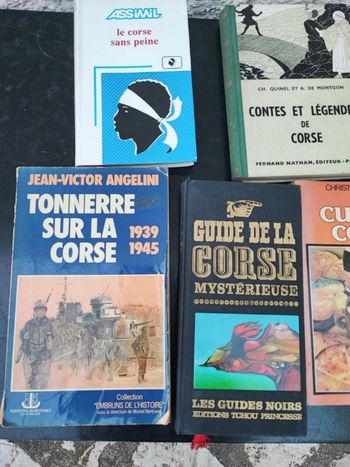 ASSIMIL
le corse
sans peine
CH. QUINEL ET A. DE MONTGON
CONTES ET LÉGENDE
DE
CORSE
FERNAND NATHAN, ÉDITEUR-P
JEAN-VICTOR ANGELINI
TONNERRE
SUR LA 1939
CORSE 1945
Collection
"EMBRUNS DE L'HISTOIRE"
sous la direction de Michel Bertrand
EDITIONS MARITIMES
GUIDE DE LA
CORSE
MYSTÉRIEUSE
LES GUIDES NOIRS
EDITIONS TCHOU PRINCESSE
CHRIST
CU
CO